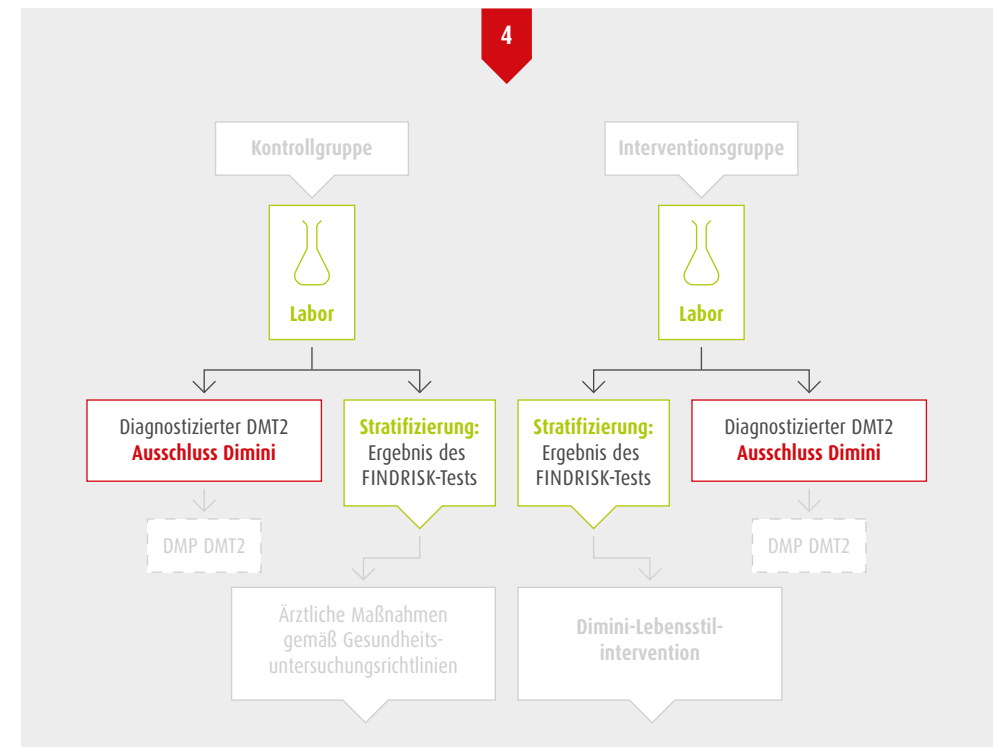 4
Kontrollgruppe
Interventionsgruppe
Labor
Labor
Diagnostizierter DMT2
Ausschluss Dimini
Stratifizierung:
Ergebnis des
FINDRISK-Tests
Stratifizierung:
Ergebnis des
FINDRISK-Tests
Diagnostizierter DMT2
Ausschluss Dimini
DMP DMT2
DMP DMT2
Ärztliche Maßnahmen
gemäß Gesundheits-
untersuchungsrichtlinien
Dimini-Lebensstil-
intervention